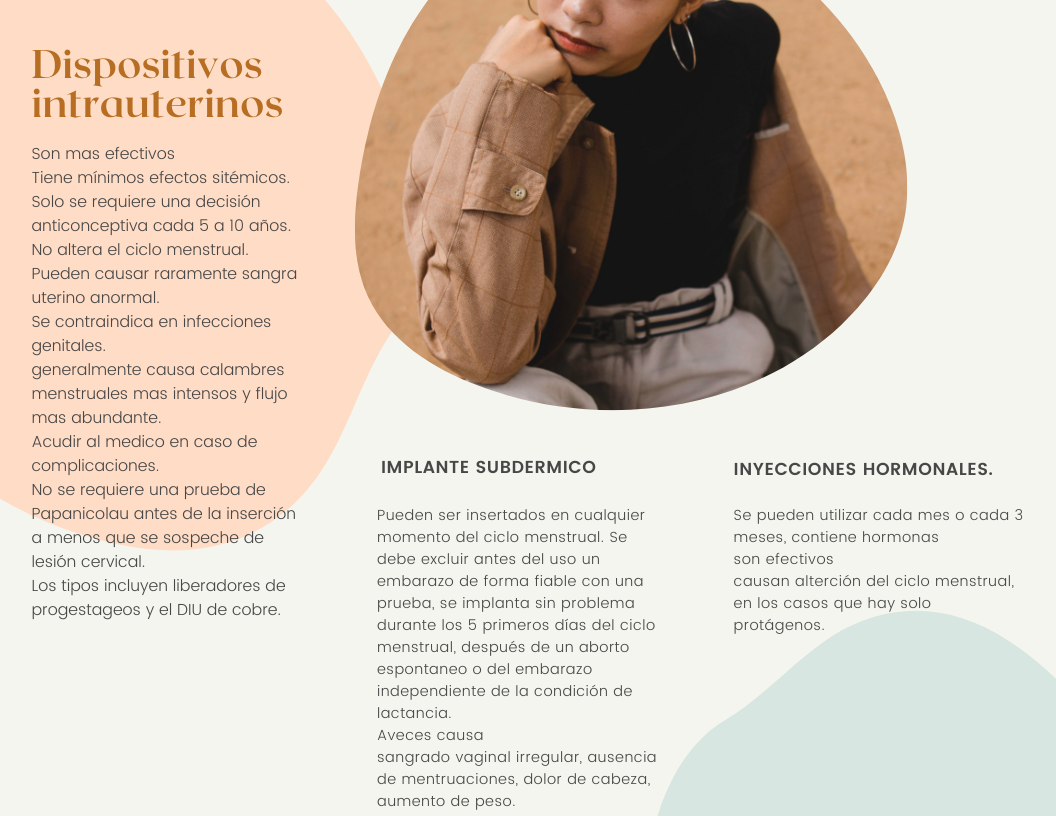 Dispositivos
intrauterinos
Son mas efectivos
Tiene mínimos efectos sitémicos.
Solo se requiere una decisión
anticonceptiva cada 5 a 10 años.
No altera el ciclo menstrual.
Pueden causar raramente sangra
uterino anormal.
Se contraindica en infecciones
genitales.
generalmente causa calambres
menstruales mas intensos y flujo
mas abundante.
Acudir al medico en caso de
complicaciones.
No se requiere una prueba de
Papanicolau antes de la inserción
a menos que se sospeche de
lesión cervical.
Los tipos incluyen liberadores de
progestageos y el DIU de cobre.
IMPLANTE SUBDERMICO
Pueden ser insertados en cualquier
momento del ciclo menstrual. Se
debe excluir antes del uso un
embarazo de forma fiable con una
prueba, se implanta sin problema
durante los 5 primeros días del ciclo
menstrual, después de un aborto
espontaneo o del embarazo
independiente de la condición de
lactancia.
Aveces causa
sangrado vaginal irregular, ausencia
de mentruaciones, dolor de cabeza,
aumento de peso.
INYECCIONES HORMONALES.
Se pueden utilizar cada mes o cada 3
meses, contiene hormonas
son efectivos
causan alterción del ciclo menstrual,
en los casos que hay solo
protágenos.